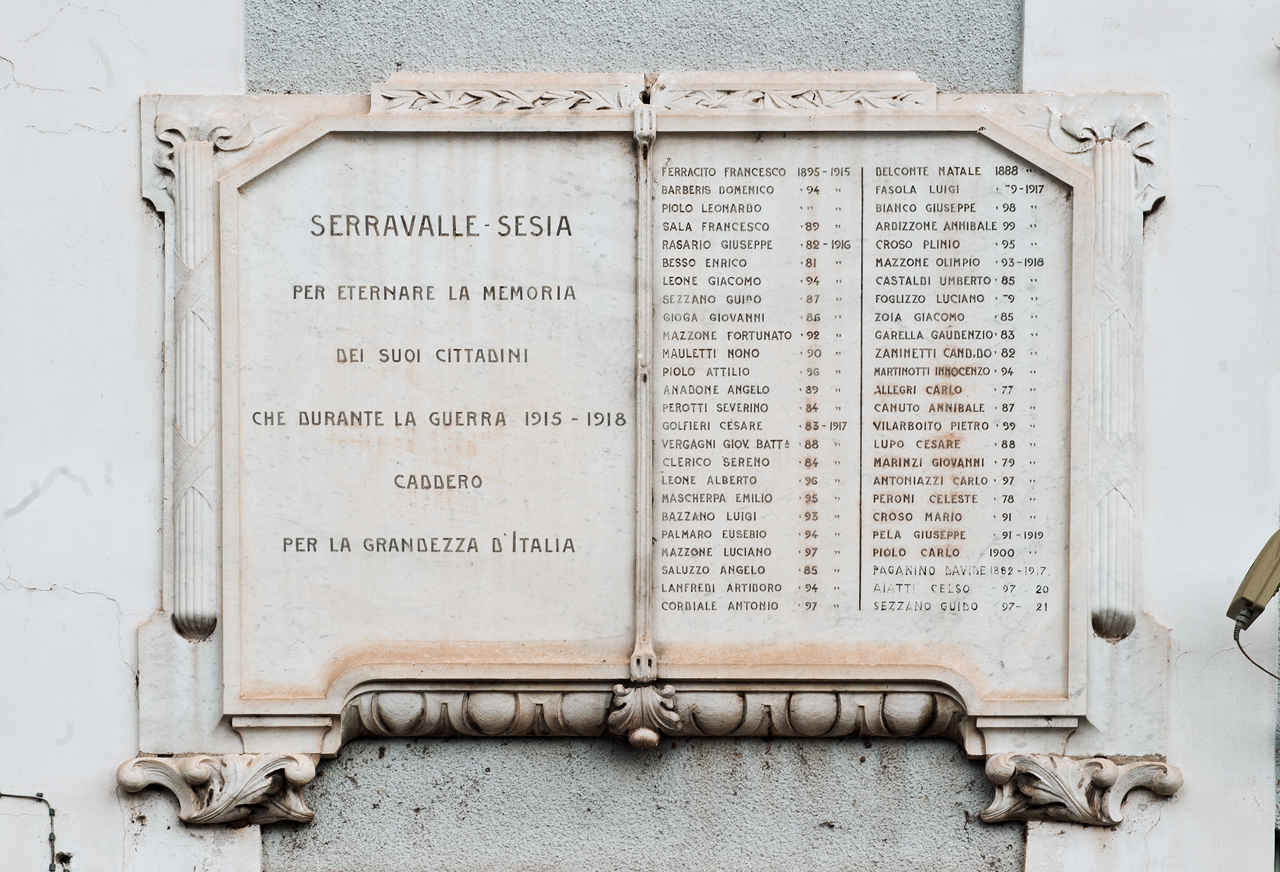 SERRAVALLE - SESIA
PER ETERNARE LA MEMORIA
DEI SUOI CITTADINI
CHE DURANTE LA GUERRA 1915 - 1918
CADDERO
PER LA GRANDEZZA D'ITALIA
FERRACITO FRANCESCO 1895 - 1915
BARBERIS DOMENICO ' 94 "
PIOLO LEONARDO " "
SALA FRANCESCO ' 89 "
RASARIO GIUSEPPE ' 82 - 1916
BESSO ENRICO ' 81 "
LEONE GIACOMO ' 94 "
SEZZANO GUIDO ' 87 "
GIOGA GIOVANNI ' 86 "
MAZZONE FORTUNATO ' 92 "
MAULETTI NONO ' 90 "
PIOLO ATTILIO ' 96 "
ANADONE ANGELO ' 89 "
PEROTTI SEVERINO ' 84 "
GOLFIERI CESARE ' 83 - 1917
VERGAGNI GIOV. BATTA ' 88 "
CLERICO SERENO ' 84 "
LEONE ALBERTO ' 96 "
MASCHERPA EMILIO ' 95 "
BAZZANO LUIGI ' 93 "
PALMARO EUSEBIO ' 94 "
MAZZONE LUCIANO ' 97 "
SALUZZO ANGELO ' 85 "
LANFREDI ARTIDORO ' 94 "
CORDIALE ANTONIO ' 97 "
DELCONTE NATALE 1888 "
FASOLA LUIGI - 1917
BIANCO GIUSEPPE ' 98 "
ARDIZZONE ANNIBALE 99 "
CROSO PLINIO ' 95 "
MAZZONE OLIMPIO ' 93 - 1918
CASTALDI UMBERTO ' 85 "
FOGLIZZO LUCIANO "
ZOIA GIACOMO ' 85 "
GARELLA GAUDENZIO ' 83 "
ZANINETTI CAND.DO ' 82 "
MARTINOTTI INNOCENZO ' 94 "
ALLEGRI CARLO ' 77 "
CANUTO ANNIBALE ' 87 "
VILARBOITO PIETRO ' 99 "
LUPO CESARE ' 88 "
MARINZI GIOVANNI ' 79 "
ANTONIAZZI CARLO ' 97 "
PERONI CELESTE ' 78 "
CROSO MARIO ' 91 "
PELA GIUSEPPE ' 91 - 1919
PIOLO CARLO 1900 "
PAGANINO DAVIDE 1882 - 1917
AIATTI CELSO 97 20
SEZZANO GUIDO 97 - 21